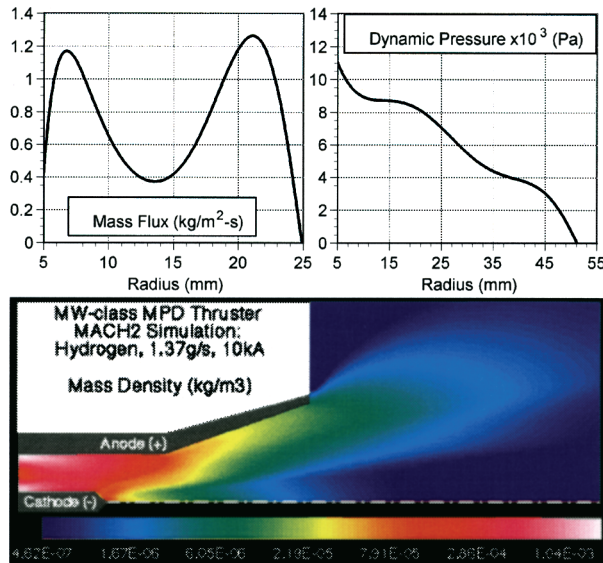 1.4
1.2
1
0.8
0.6
0.4
0.2
0
Mass Flux (kg/m²-s)
5 10 15 20 25
Radius (mm)
14
12
10
8
6
4
2
0
Dynamic Pressure x10³ (Pa)
5 15 25 35 45 55
Radius (mm)
MW-class MPD Thruster
MACH2 Simulation:
Hydrogen, 1.37g/s, 10kA
Mass Density (kg/m3)
Anode (+)
Cathode (-)
4.62E-07 1.67E-06 6.05E-06 2.19E-05 7.91E-05 2.86E-04 1.04E-03